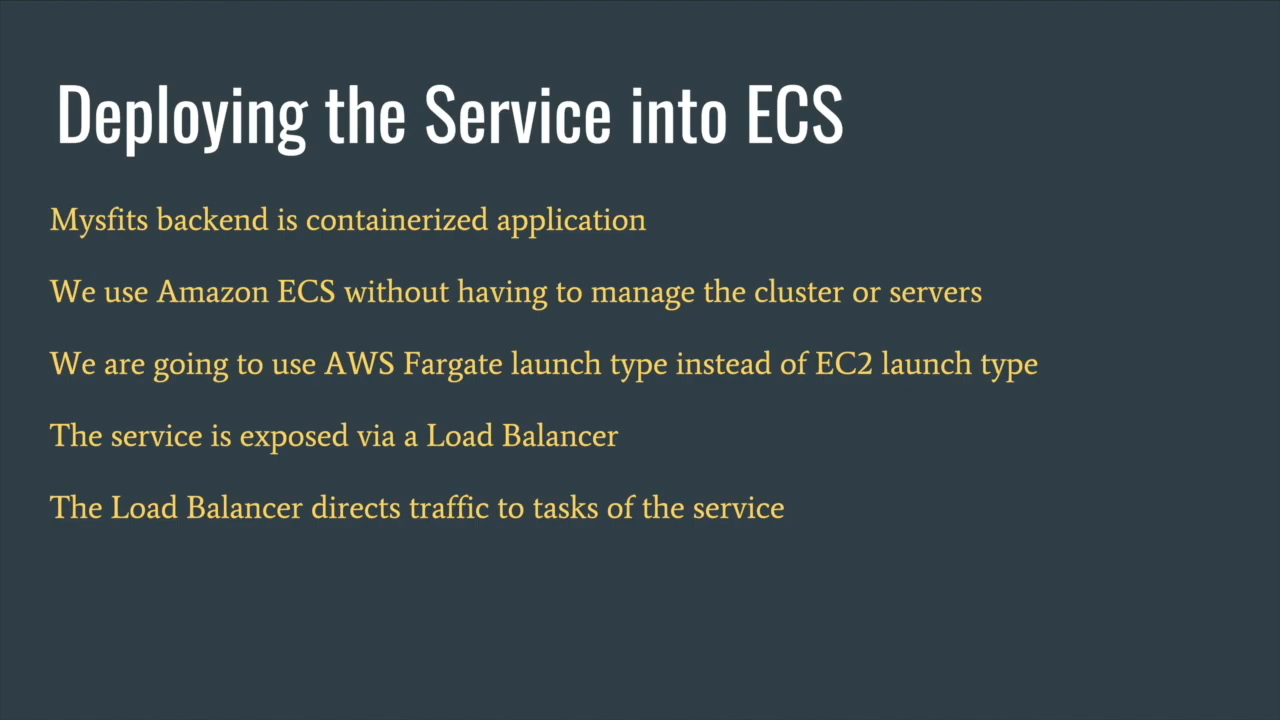 Deploying the Service into ECS
Mysfits backend is containerized application
We use Amazon ECS without having to manage the cluster or servers
We are going to use AWS Fargate launch type instead of EC2 launch type
The service is exposed via a Load Balancer
The Load Balancer directs traffic to tasks of the service